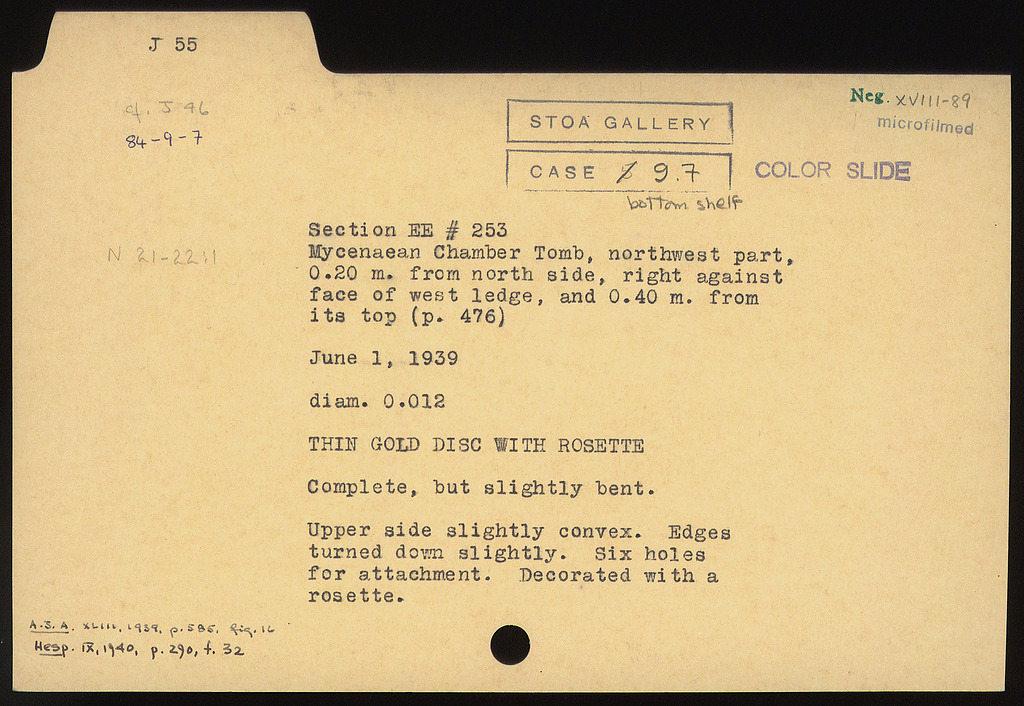 J 55
cf. J 46
84-9-7
Neg. XVIII-89
microfilmed
STOA GALLERY
CASE 9.7
bottom shelf
COLOR SLIDE
N 21-22:1
Section EE # 253
Mycenaean Chamber Tomb, northwest part,
0.20 m. from north side, right against
face of west ledge, and 0.40 m. from
its top (p. 476)
June 1, 1939
diam. 0.012
THIN GOLD DISC WITH ROSETTE
Complete, but slightly bent.
Upper side slightly convex. Edges
turned down slightly. Six holes
for attachment. Decorated with a
rosette.
XLIII, 1939, p. 585, fig. 16
Hesp. IX, 1940, p. 290, f. 32